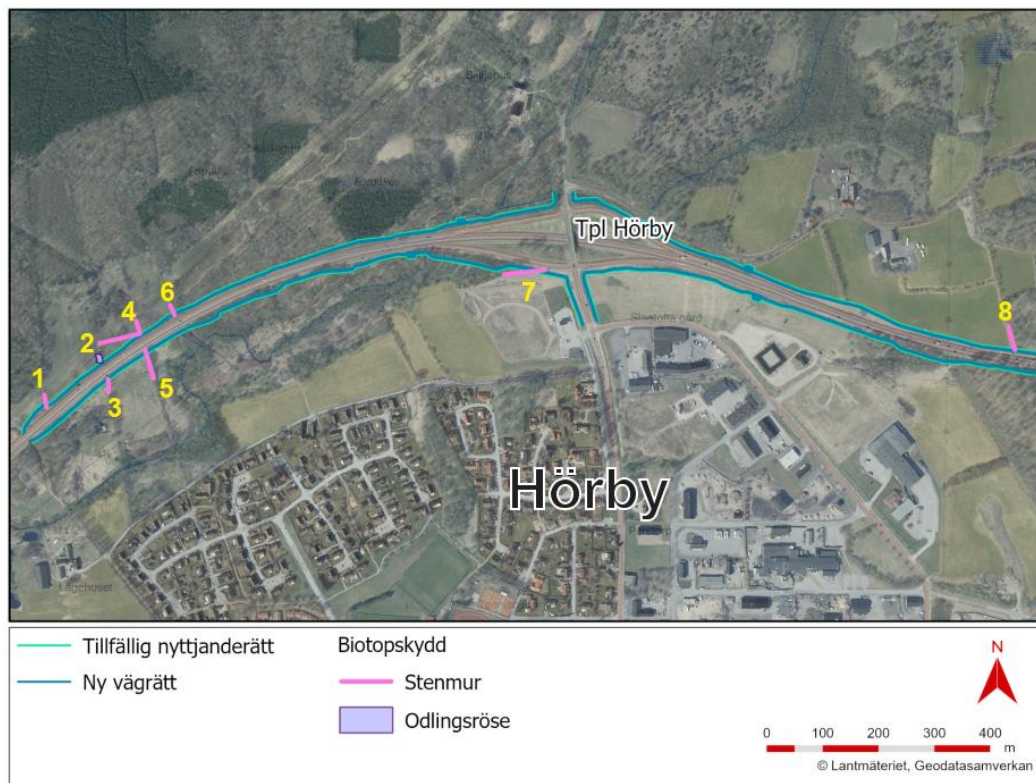 Skiljehus
Tpl Hörby
6
4
2
7
8
1
5
3
Hörby
Tillfällig nyttjanderätt
Ny vägrätt
Biotopskydd
Stenmur
Odlingsröse
N
0 100 200 300 400
m
© Lantmäteriet, Geodatasamverkan